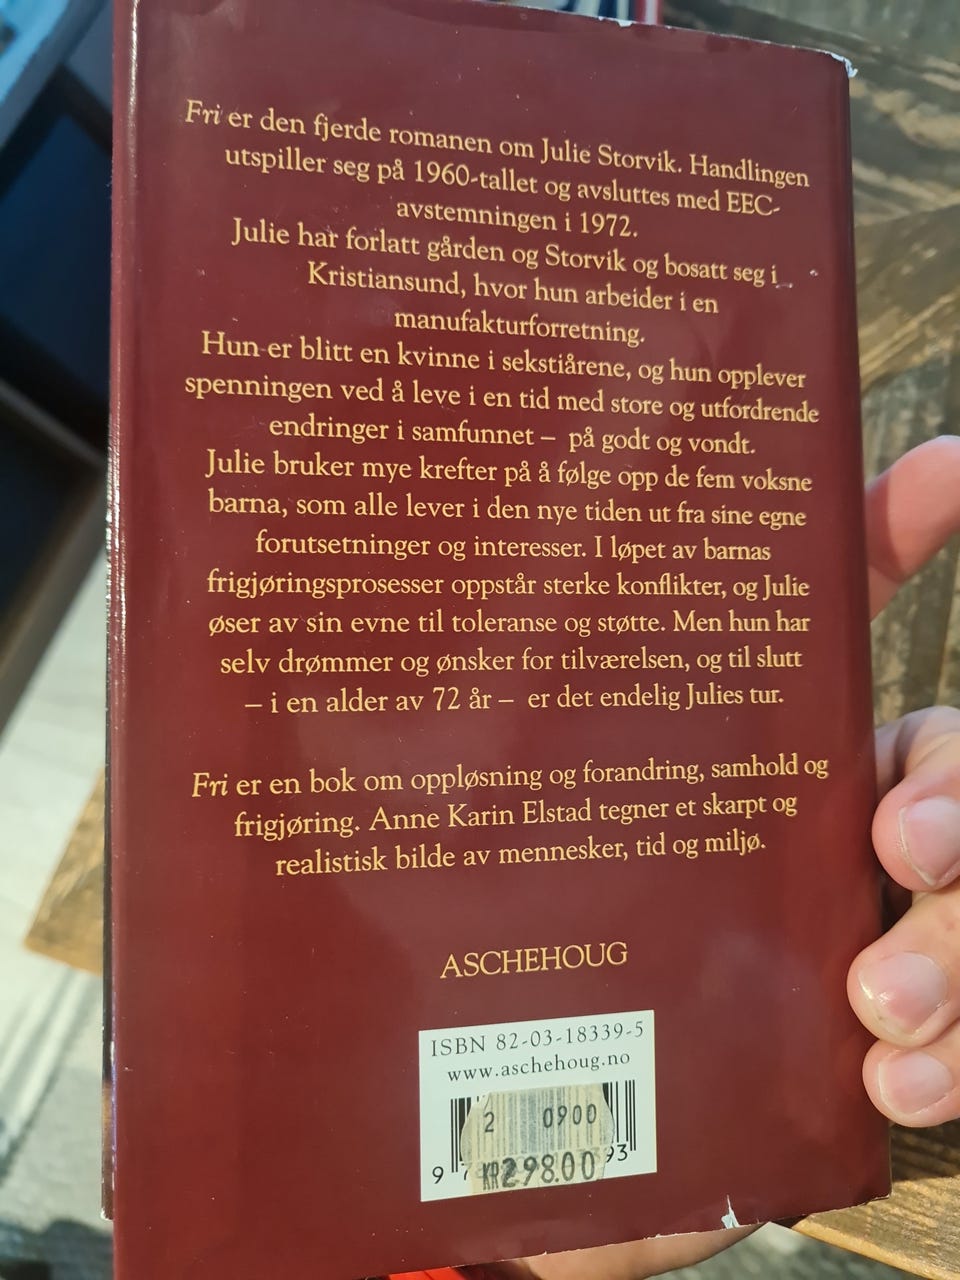 Fri er den fjerde romanen om Julie Storvik. Handlingen
utspiller seg på 1960-tallet og avsluttes med EEC-
avstemningen i 1972.
Julie har forlatt gården og Storvik og bosatt seg i
Kristiansund, hvor hun arbeider i en
manufakturforretning.
Hun er blitt en kvinne i sekstiårene, og hun opplever
spenningen ved å leve i en tid med store og utfordrende
endringer i samfunnet – på godt og vondt.
Julie bruker mye krefter på å følge opp de fem voksne
barna, som alle lever i den nye tiden ut fra sine egne
forutsetninger og interesser. I løpet av barnas
frigjøringsprosesser oppstår sterke konflikter, og Julie
øser av sin evne til toleranse og støtte. Men hun har
selv drømmer og ønsker for tilværelsen, og til slutt
– i en alder av 72 år – er det endelig Julies tur.
Fri er en bok om oppløsning og forandring, samhold og
frigjøring. Anne Karin Elstad tegner et skarpt og
realistisk bilde av mennesker, tid og miljø.
ASCHEHOUG
ISBN 82-03-18339-5
www.aschehoug.no
2 0900
KR298.00